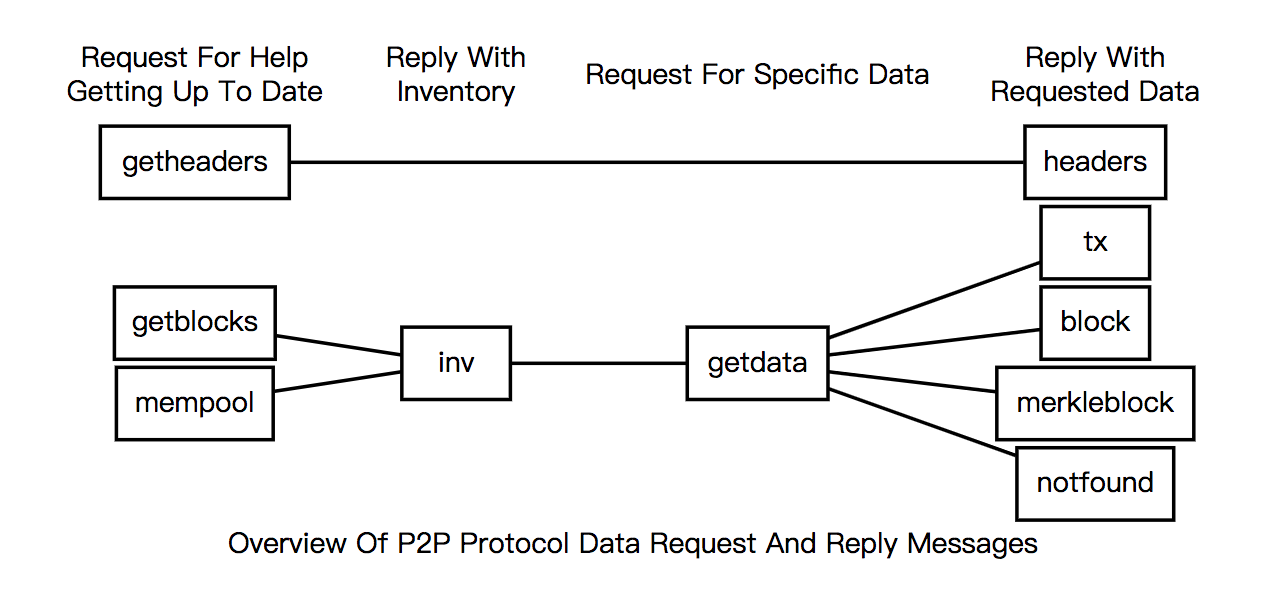 Request For Help
Getting Up To Date
Reply With
Inventory
Request For Specific Data
Reply With
Requested Data
getheaders
headers
tx
getblocks
block
inv
getdata
mempool
merkleblock
notfound
Overview Of P2P Protocol Data Request And Reply Messages